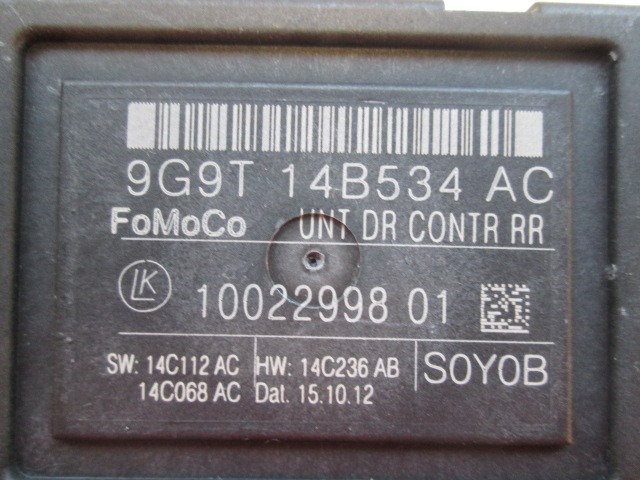 9G9T 14B534 AC
FoMoCo UNT DR CONTR RR
LK 10022998 01
SW: 14C112 AC HW: 14C236 AB SOYOB
14C068 AC Dat. 15.10.12